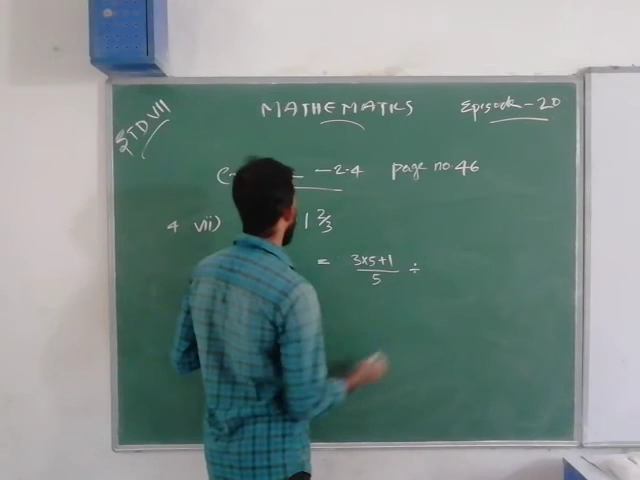 STD VII
MATHEMATICS
Episode - 20
- 2.4 page no. 46
4 vii) 1 2/3
= 3x5+1/5 ÷